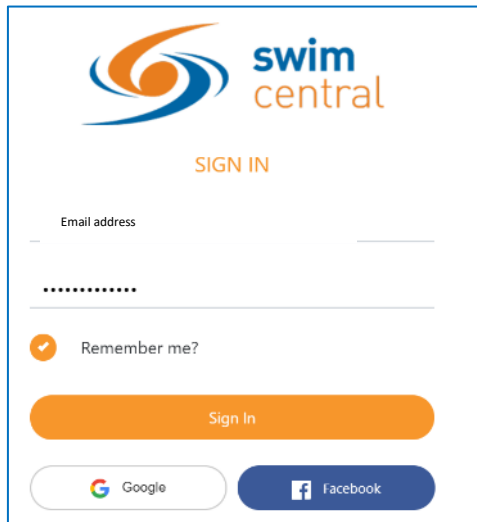 swim
central
SIGN IN
Email address
•••••••••••••
Remember me?
Sign In
Google
Facebook